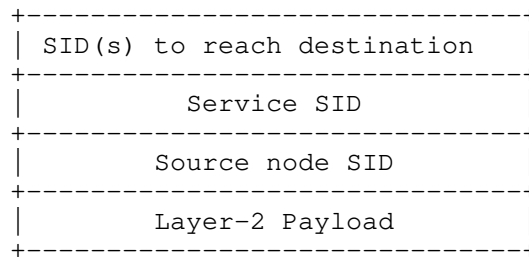 SID(s) to reach destination
Service SID
Source node SID
Layer-2 Payload